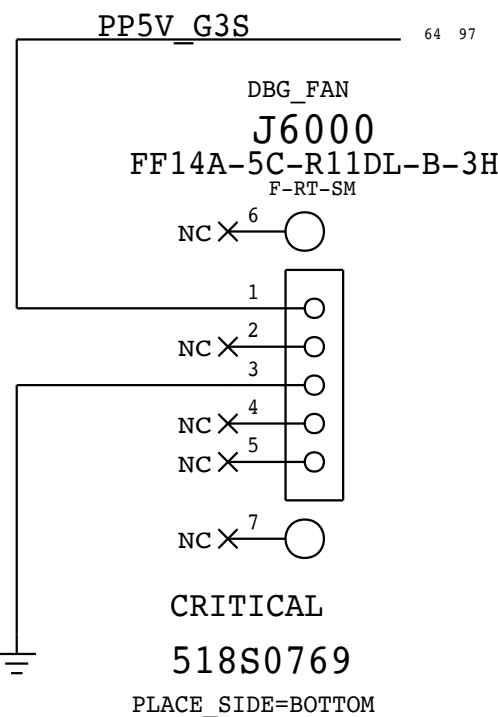 PP5V_G3S
64 97
DBG_FAN
J6000
FF14A-5C-R11DL-B-3H
F-RT-SM
NC 6
1
NC 2
3
NC 4
NC 5
NC 7
CRITICAL
518S0769
PLACE_SIDE=BOTTOM